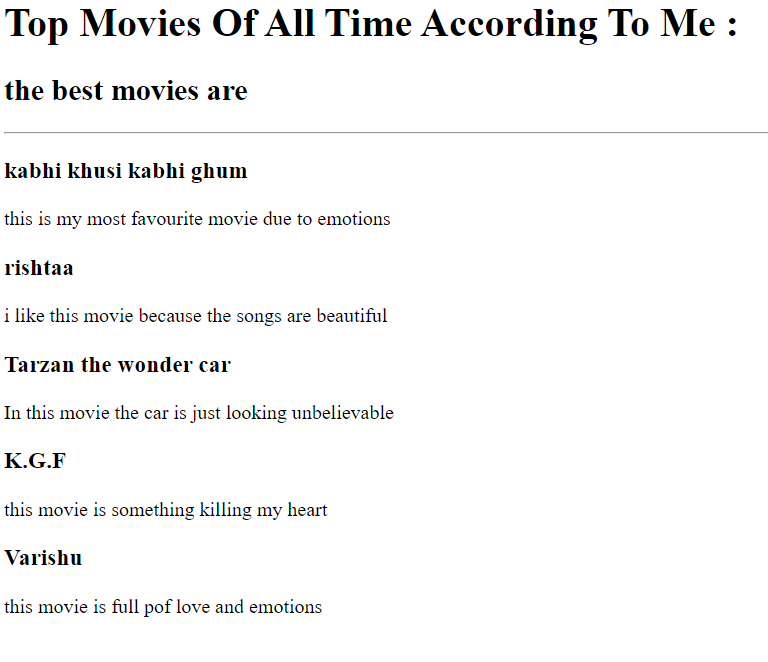 Top Movies Of All Time According To Me :
the best movies are
kabhi khusi kabhi ghum
this is my most favourite movie due to emotions
rishtaa
i like this movie because the songs are beautiful
Tarzan the wonder car
In this movie the car is just looking unbelievable
K.G.F
this movie is something killing my heart
Varishu
this movie is full pof love and emotions